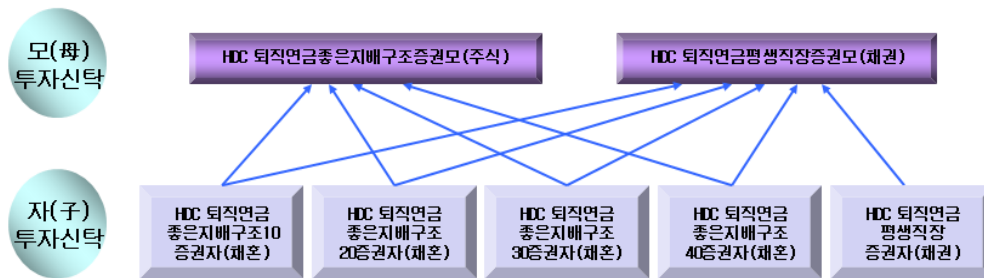 모(母)
투자신탁
HDC 퇴직연금좋은지배구조증권모(주식)
HDC 퇴직연금평생직장증권모(채권)
자(子)
투자신탁
HDC 퇴직연금
좋은지배구조10
증권자(채혼)
HDC 퇴직연금
좋은지배구조
20증권자(채혼)
HDC 퇴직연금
좋은지배구조
30증권자(채혼)
HDC 퇴직연금
좋은지배구조
40증권자(채혼)
HDC 퇴직연금
평생직장
증권자(채권)